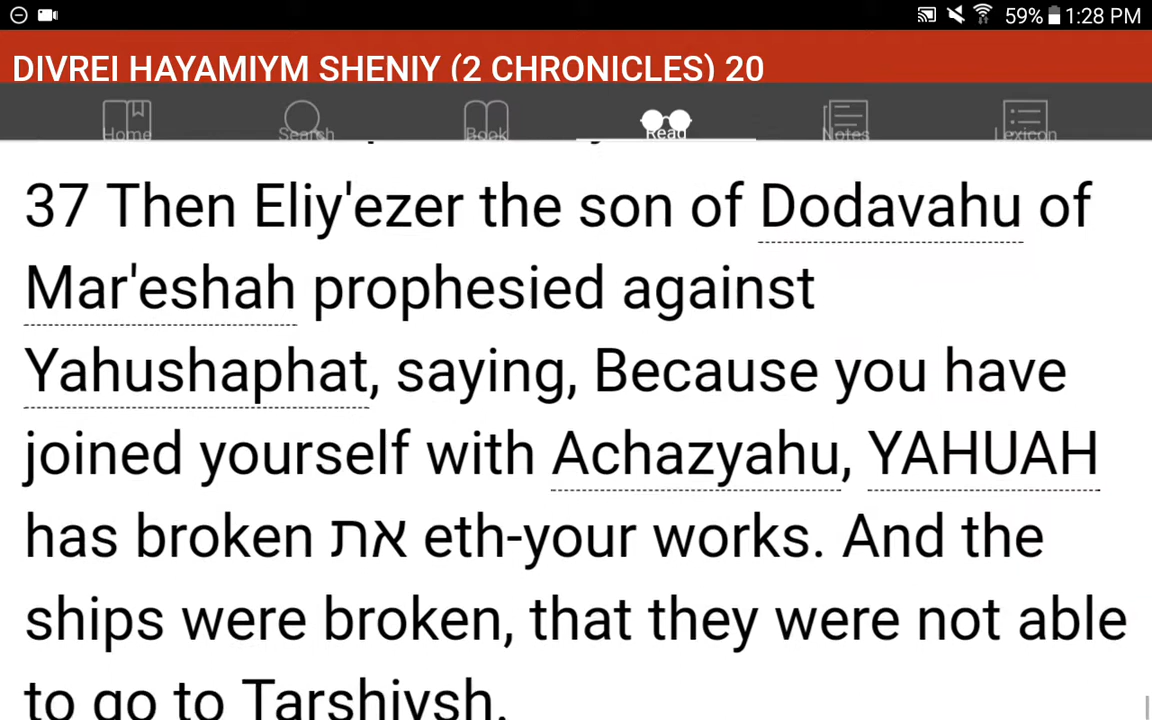 59% 1:28 PM
DIVREI HAYAMIYM SHENIY (2 CHRONICLES) 20
Home Search Book Read Notes Lexicon
37 Then Eliy'ezer the son of Dodavahu of
Mar'eshah prophesied against
Yahushaphat, saying, Because you have
joined yourself with Achazyahu, YAHUAH
has broken את eth-your works. And the
ships were broken, that they were not able
to go to Tarshiysh.